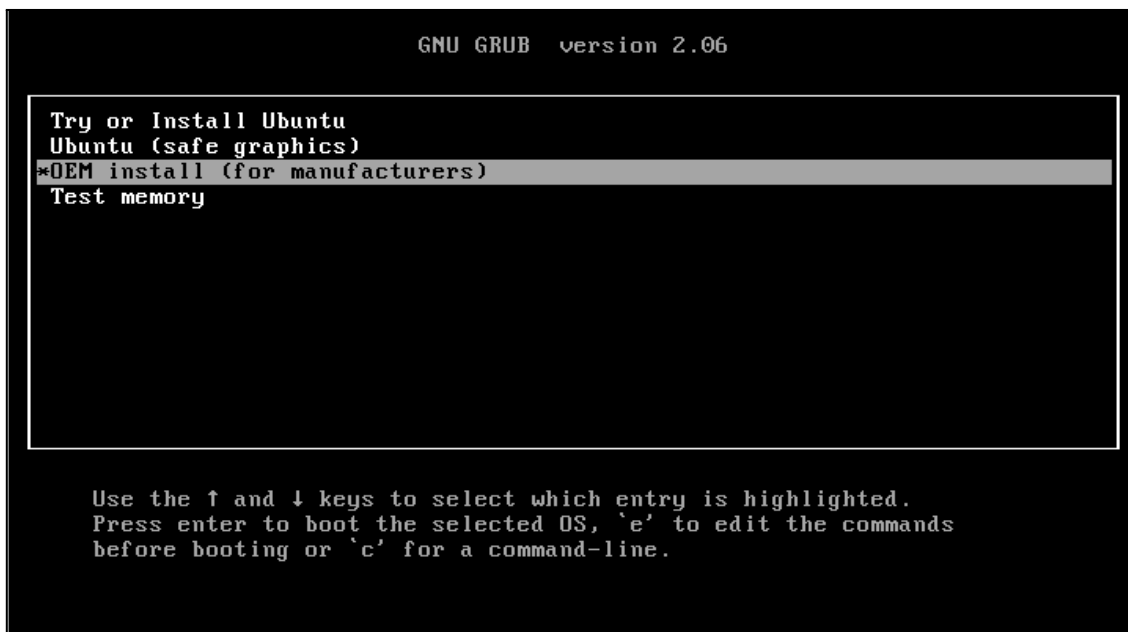 GNU GRUB version 2.06
Try or Install Ubuntu
Ubuntu (safe graphics)
*OEM install (for manufacturers)
Test memory
Use the ↑ and ↓ keys to select which entry is highlighted.
Press enter to boot the selected OS, `e' to edit the commands
before booting or `c' for a command-line.